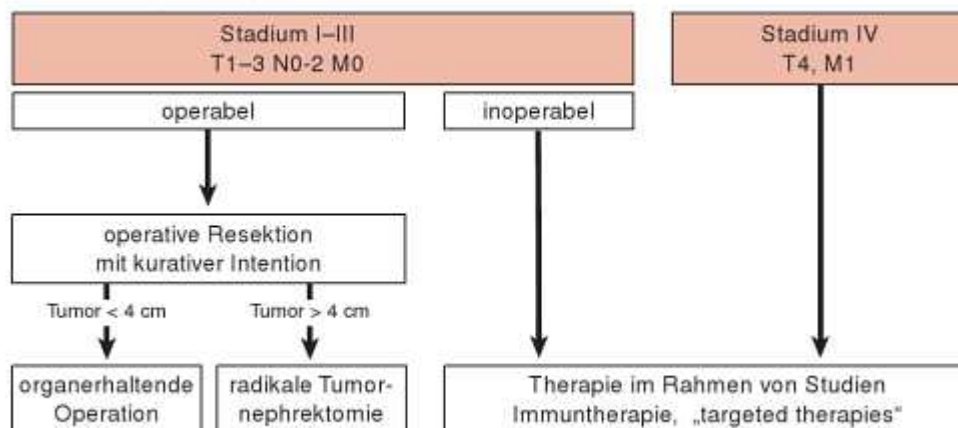 Stadium I–III
T1–3 N0-2 M0
Stadium IV
T4, M1
operabel
inoperabel
operative Resektion
mit kurativer Intention
Tumor < 4 cm
Tumor > 4 cm
organerhaltende
Operation
radikale Tumor-
nephrektomie
Therapie im Rahmen von Studien
Immuntherapie, „targeted therapies“